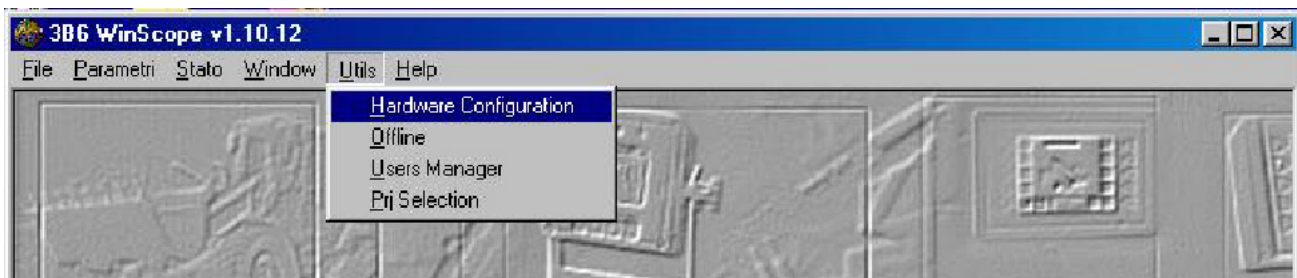 3B6 WinScope v1.10.12
File Parametri Stato Window Utils Help
Hardware Configuration
Offline
Users Manager
Prj Selection